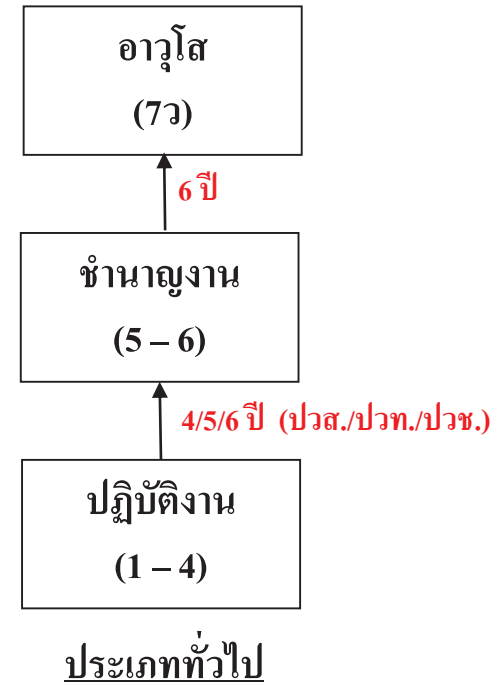 อาวุโส
(7ว)
6 ปี
ชำนาญงาน
(5 – 6)
4/5/6 ปี (ปวส./ปวท./ปวช.)
ปฏิบัติงาน
(1 – 4)
ประเภททั่วไป